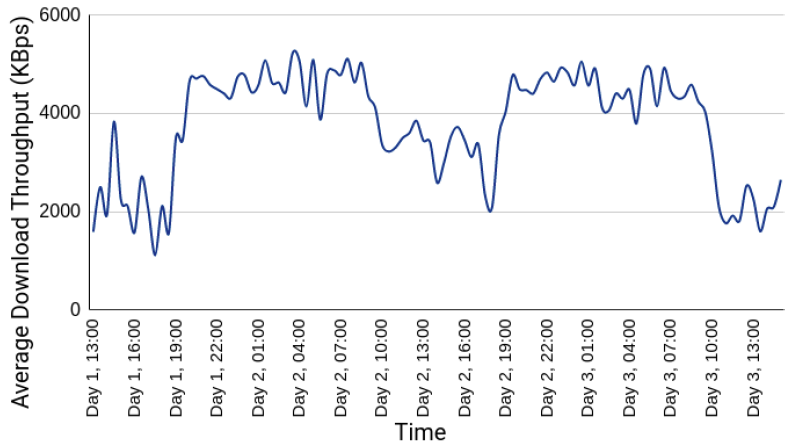 Average Download Throughput (KBps)
6000
4000
2000
0
Day 1, 13:00
Day 1, 16:00
Day 1, 19:00
Day 1, 22:00
Day 2, 01:00
Day 2, 04:00
Day 2, 07:00
Day 2, 10:00
Day 2, 13:00
Day 2, 16:00
Day 2, 19:00
Day 2, 22:00
Day 3, 01:00
Day 3, 04:00
Day 3, 07:00
Day 3, 10:00
Day 3, 13:00
Time